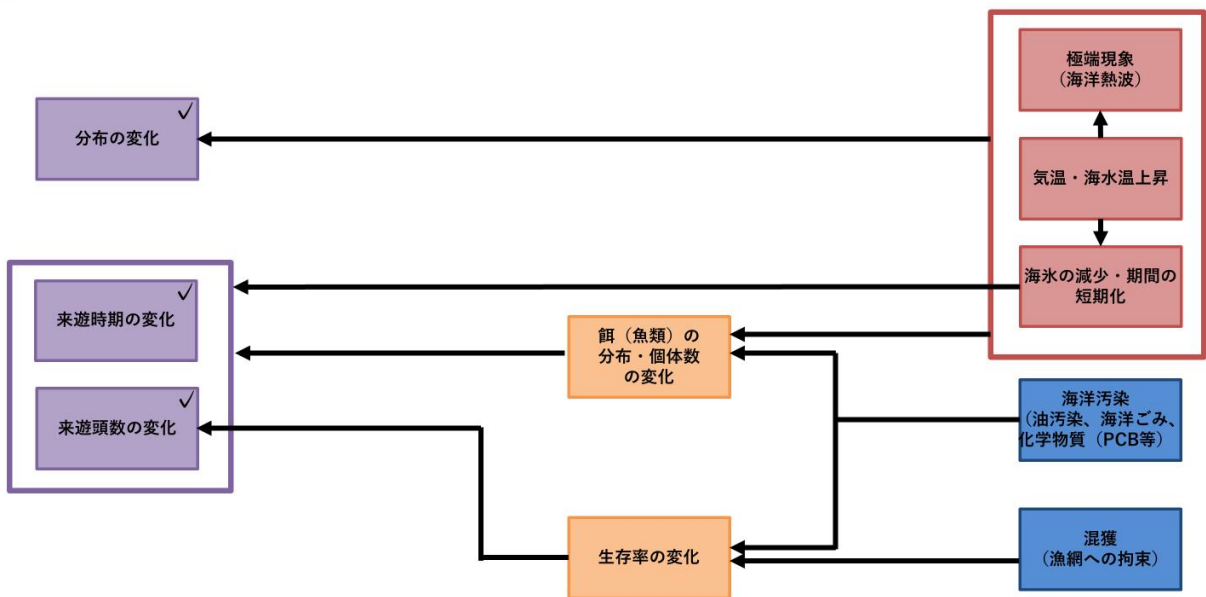 極端現象
（海洋熱波）
分布の変化
気温・海水温上昇
海氷の減少・期間の
短期化
来遊時期の変化
餌（魚類）の
分布・個体数
の変化
来遊頭数の変化
海洋汚染
（油汚染、海洋ごみ、
化学物質（PCB等）
生存率の変化
混獲
（漁網への拘束）